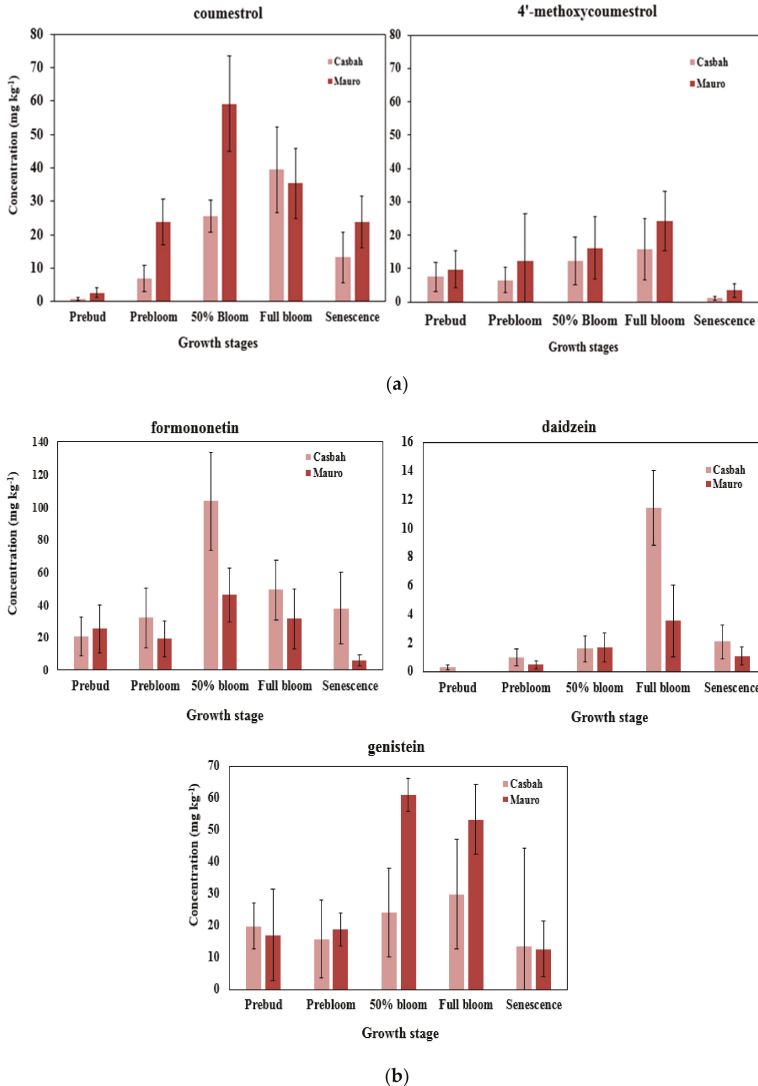 coumestrol
Concentration (mg kg⁻¹)
80
70
60
50
40
30
20
10
0
Casbah
Mauro
Prebud Prebloom 50% Bloom Full bloom Senescence
Growth stages
4'-methoxycoumestrol
80
70
60
50
40
30
20
10
0
Casbah
Mauro
Prebud Prebloom 50% Bloom Full bloom Senescence
Growth stages
(a)
formononetin
Concentration (mg kg⁻¹)
140
120
100
80
60
40
20
0
Casbah
Mauro
Prebud Prebloom 50% bloom Full bloom Senescence
Growth stage
daidzein
16
14
12
10
8
6
4
2
0
Casbah
Mauro
Prebud Prebloom 50% bloom Full bloom Senescence
Growth stage
genistein
Concentration (mg kg⁻¹)
70
60
50
40
30
20
10
0
Casbah
Mauro
Prebud Prebloom 50% bloom Full bloom Senescence
Growth stage
(b)